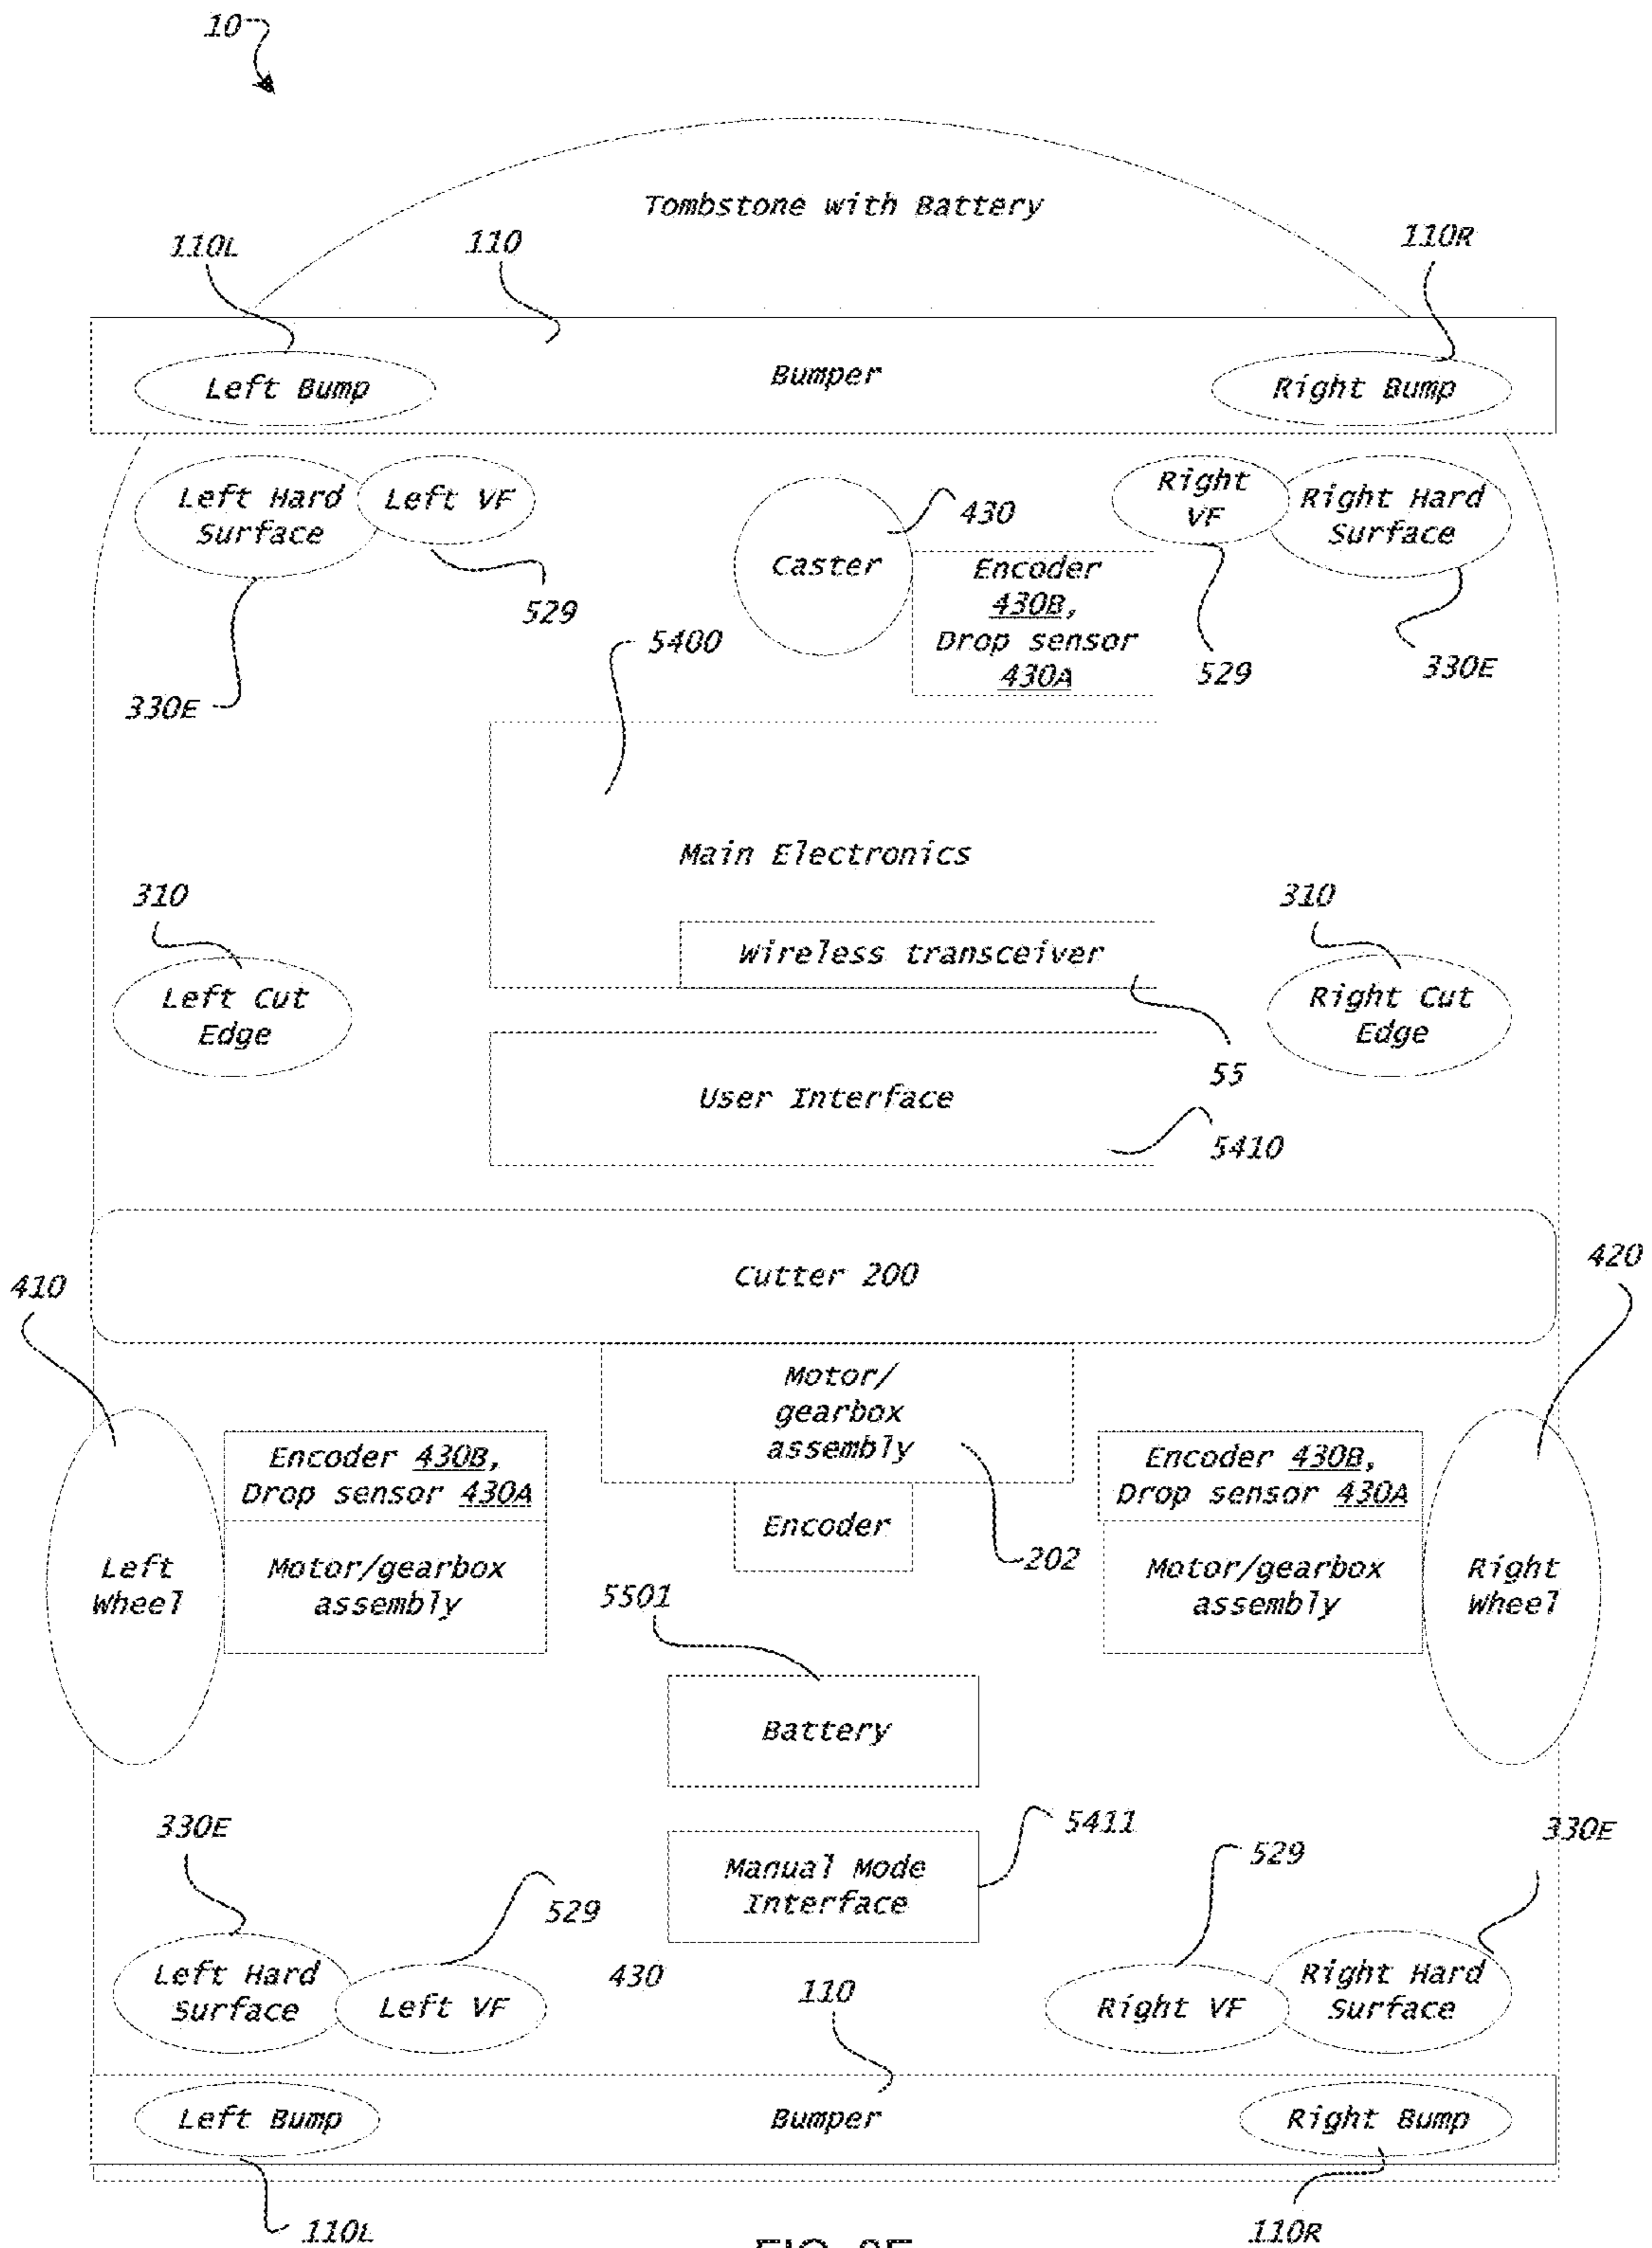 10
Tombstone with Battery
110L
110
110R
Left Bump
Bumper
Right Bump
Left Hard
Surface
Left VF
430
Right
VF
Right Hard
Surface
Caster
Encoder
430B,
Drop sensor
430A
529
5400
529
330E
330E
Main Electronics
310
310
Wireless transceiver
Left Cut
Edge
Right Cut
Edge
55
User Interface
5410
Cutter 200
410
420
Motor/
gearbox
assembly
Encoder 430B,
Drop sensor 430A
Encoder 430B,
Drop sensor 430A
Encoder
202
Left
Wheel
Motor/gearbox
assembly
Motor/gearbox
assembly
Right
Wheel
5501
Battery
330E
5411
330E
Manual Mode
Interface
529
529
Left Hard
Surface
Left VF
430
110
Right VF
Right Hard
Surface
Left Bump
Bumper
Right Bump
110L
110R